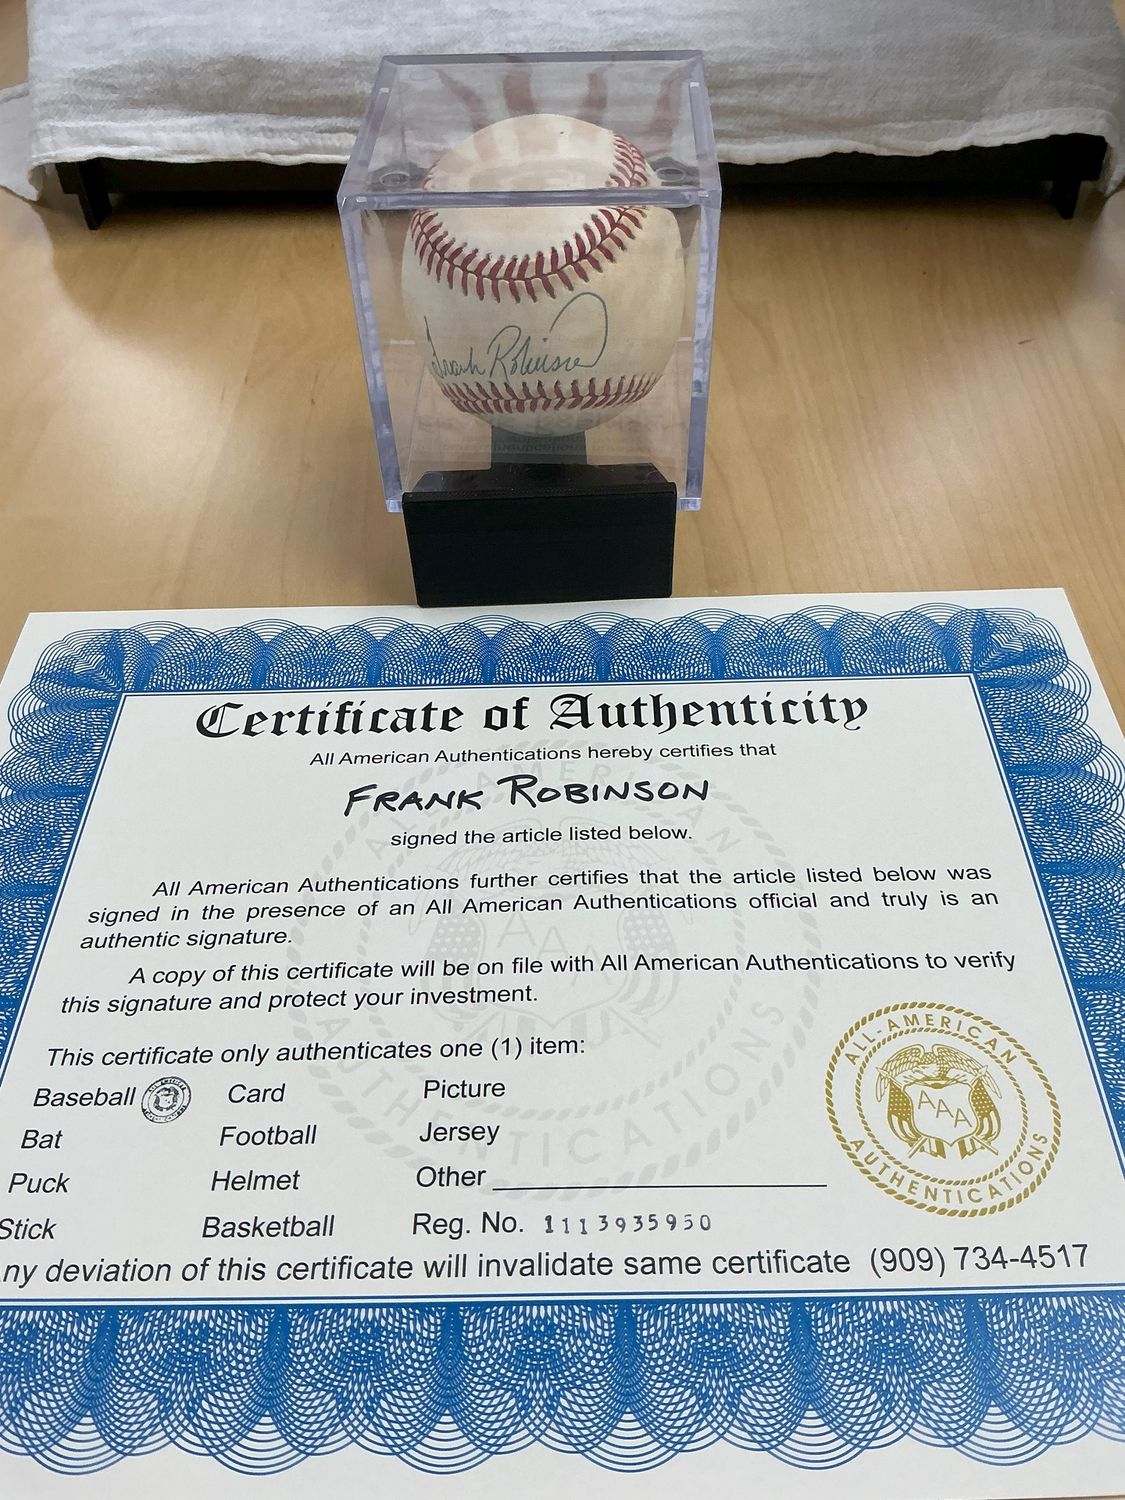 Frank Robinson
Certificate of Authenticity
All American Authentications hereby certifies that
FRANK ROBINSON
signed the article listed below.
All American Authentications further certifies that the article listed below was
signed in the presence of an All American Authentications official and truly is an
authentic signature.
A copy of this certificate will be on file with All American Authentications to verify
this signature and protect your investment.
This certificate only authenticates one (1) item:
Baseball Card Picture
Bat Football Jersey
Puck Helmet Other
Stick Basketball Reg. No. 1113935950
ny deviation of this certificate will invalidate same certificate (909) 734-4517
ALL-AMERICAN
AAA
AUTHENTICATIONS
ALL AMERICAN
AAA
AUTHENTICATIONS